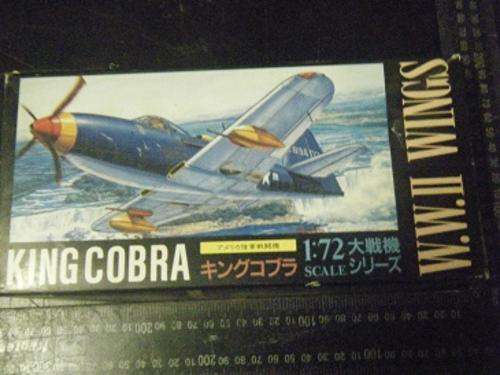 KING COBRA
アメリカ陸軍戦闘機
キングコブラ
1:72
SCALE
大戦機
シリーズ
W.W.II WINGS